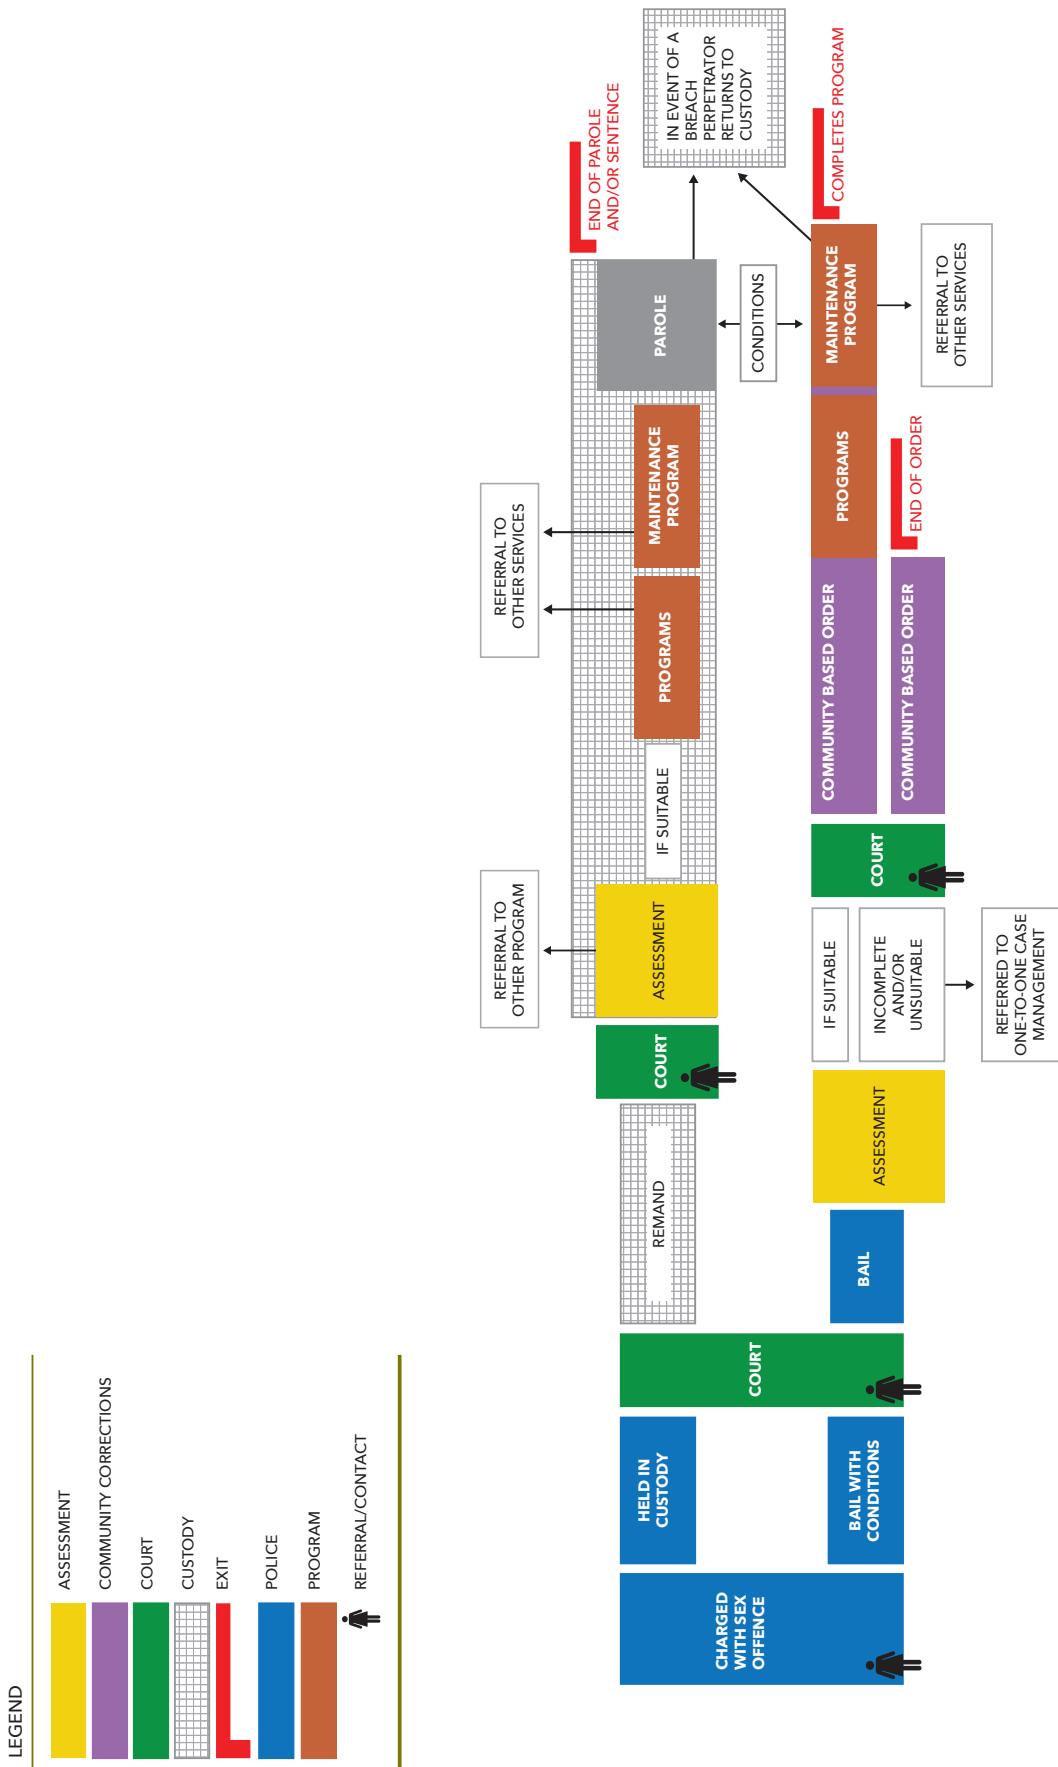 LEGEND
ASSESSMENT
COMMUNITY CORRECTIONS
COURT
CUSTODY
EXIT
POLICE
PROGRAM
REFERRAL/CONTACT
CHARGED
WITH SEX
OFFENCE
HELD IN
CUSTODY
BAIL WITH
CONDITIONS
COURT
REMAND
BAIL
COURT
ASSESSMENT
REFERRAL TO
OTHER PROGRAM
IF SUITABLE
PROGRAMS
MAINTENANCE
PROGRAM
REFERRAL TO
OTHER SERVICES
PAROLE
END OF PAROLE
AND/OR SENTENCE
IN EVENT OF A
BREACH
PERPETRATOR
RETURNS TO
CUSTODY
CONDITIONS
ASSESSMENT
IF SUITABLE
INCOMPLETE
AND/OR
UNSUITABLE
REFERRED TO
ONE-TO-ONE CASE
MANAGEMENT
COURT
COMMUNITY BASED ORDER
COMMUNITY BASED ORDER
END OF ORDER
PROGRAMS
MAINTENANCE
PROGRAM
COMPLETES PROGRAM
REFERRAL TO
OTHER SERVICES